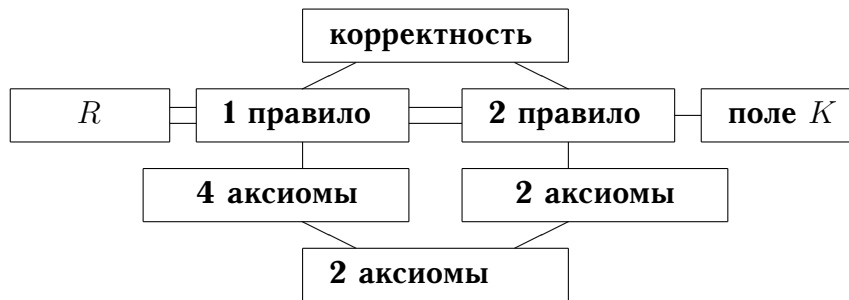 корректность
R 1 правило 2 правило поле K
4 аксиомы 2 аксиомы
2 аксиомы